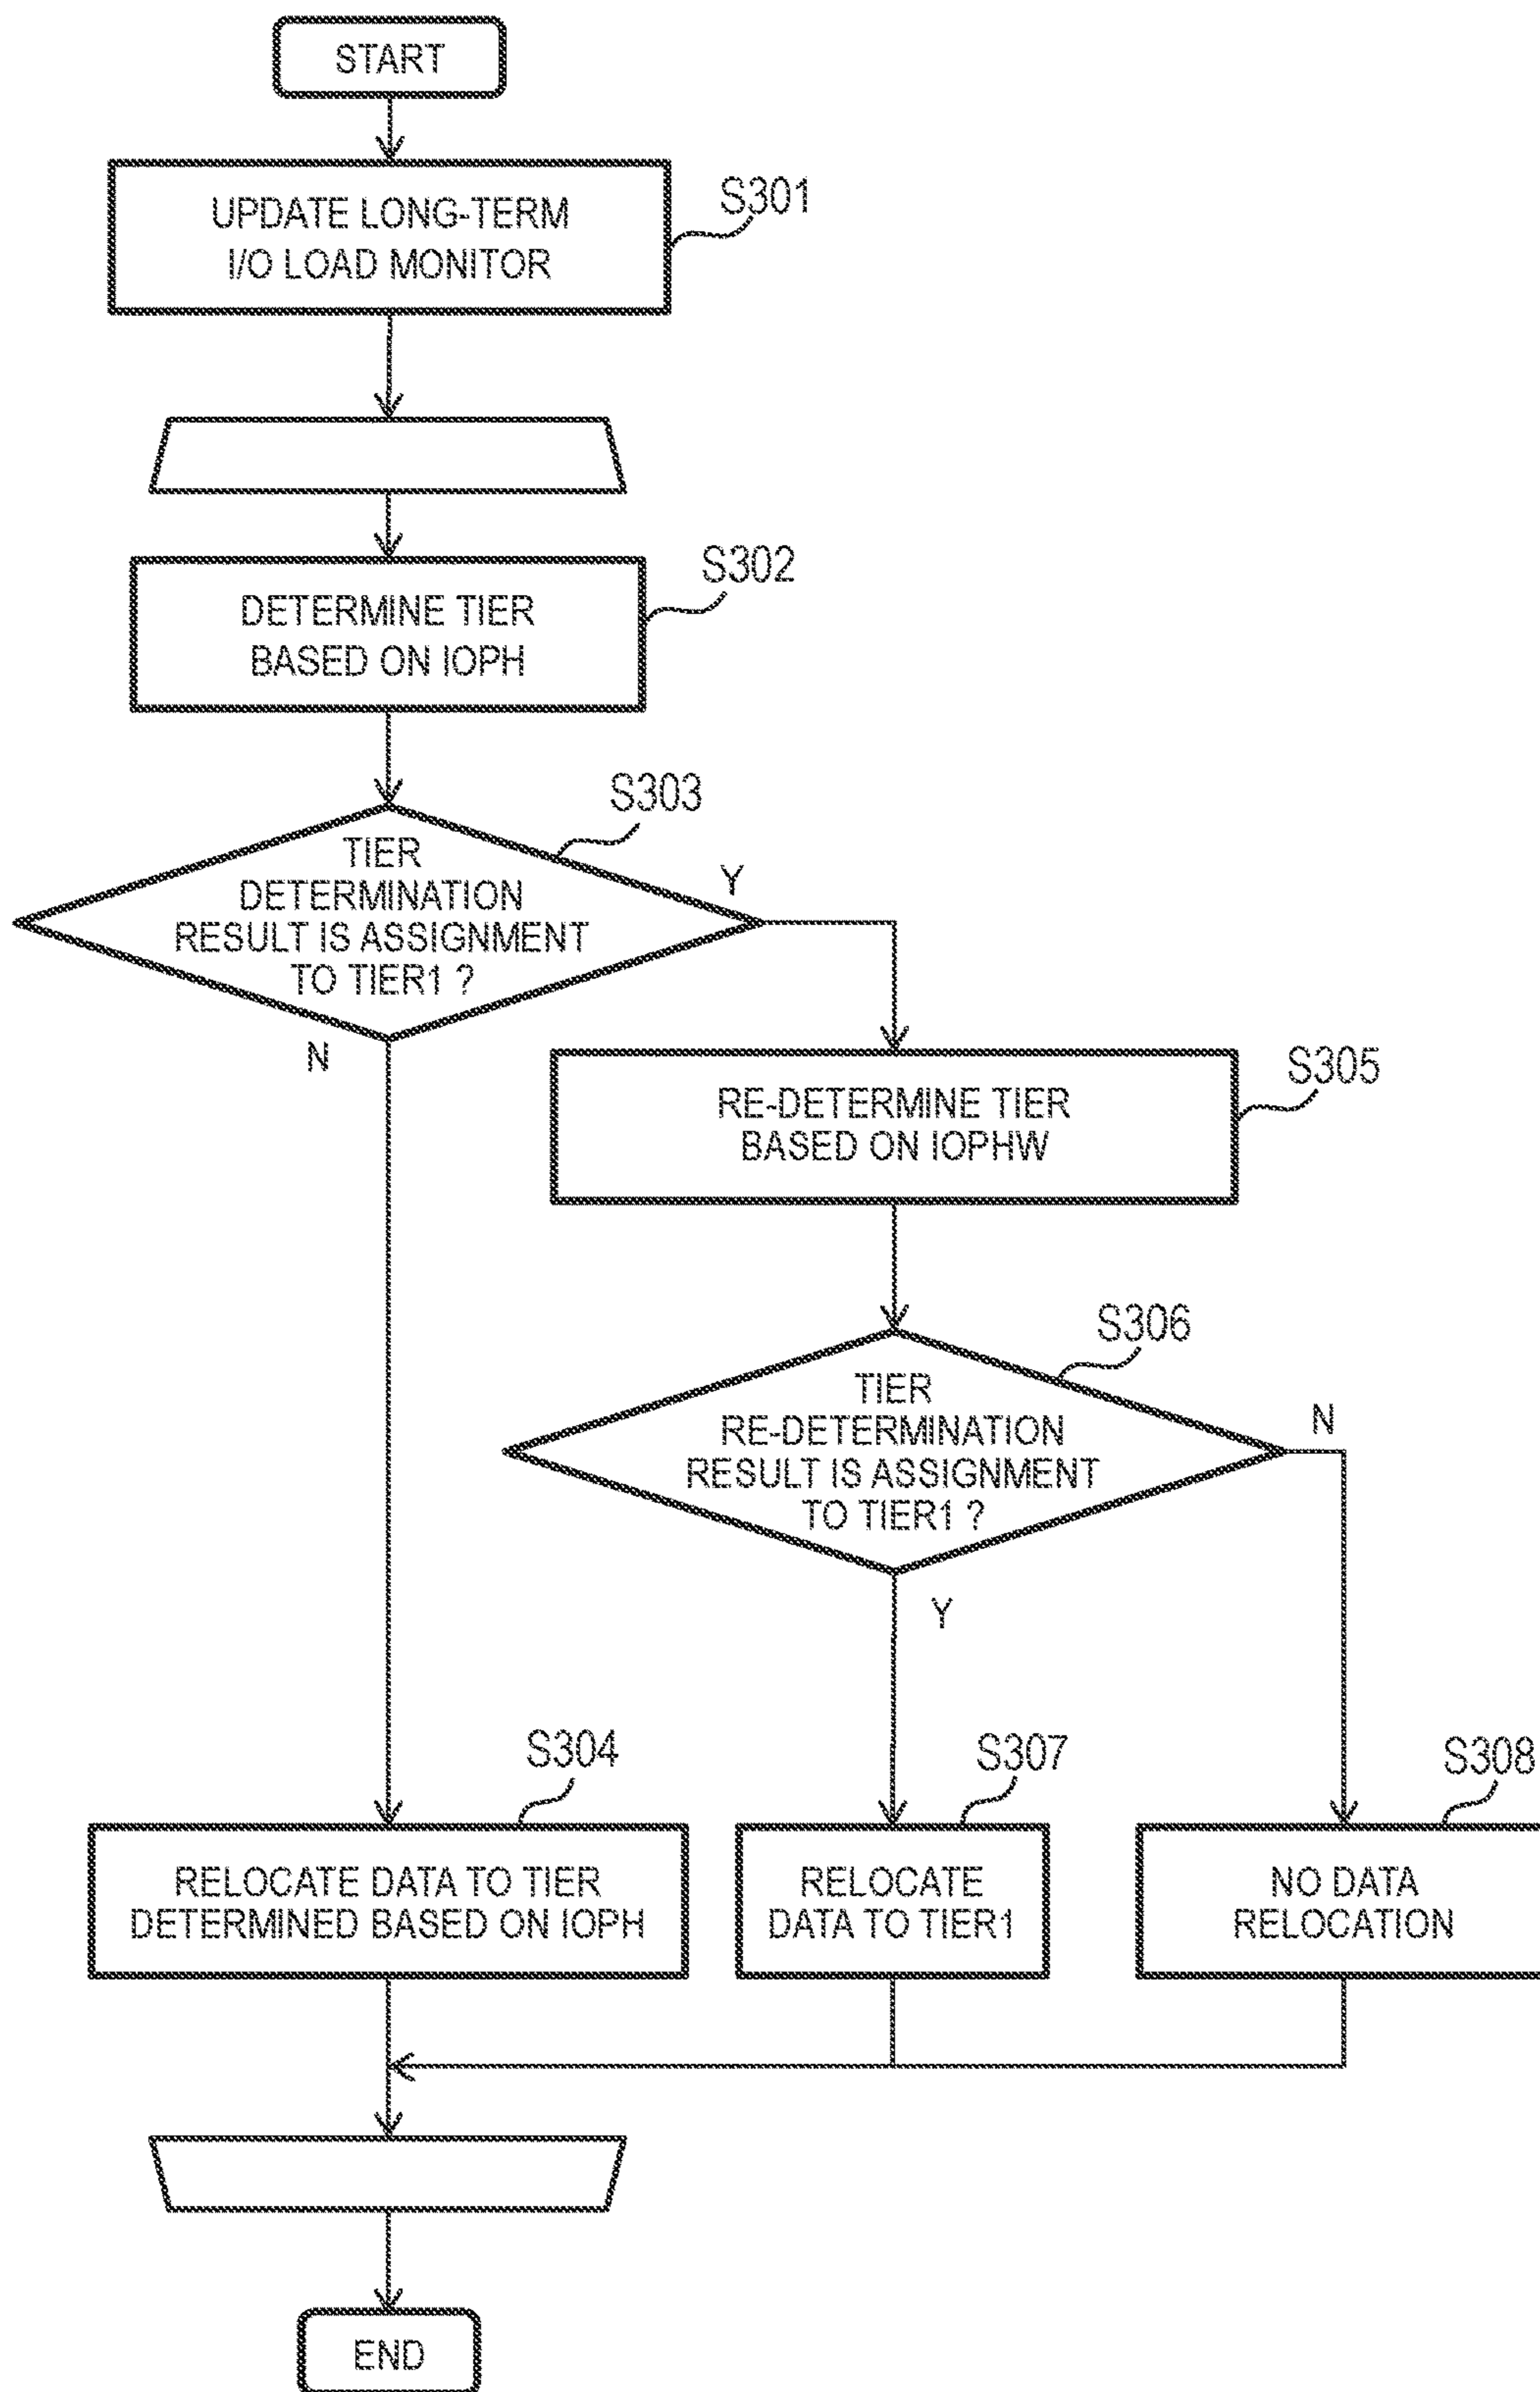 START
UPDATE LONG-TERM
I/O LOAD MONITOR
S301
DETERMINE TIER
BASED ON IOPH
S302
S303
TIER
DETERMINATION
RESULT IS ASSIGNMENT
TO TIER1 ?
Y
N
RE-DETERMINE TIER
BASED ON IOPHW
S305
S306
TIER
RE-DETERMINATION
RESULT IS ASSIGNMENT
TO TIER1 ?
N
Y
S304
RELOCATE DATA TO TIER
DETERMINED BASED ON IOPH
S307
RELOCATE
DATA TO TIER1
S308
NO DATA
RELOCATION
END